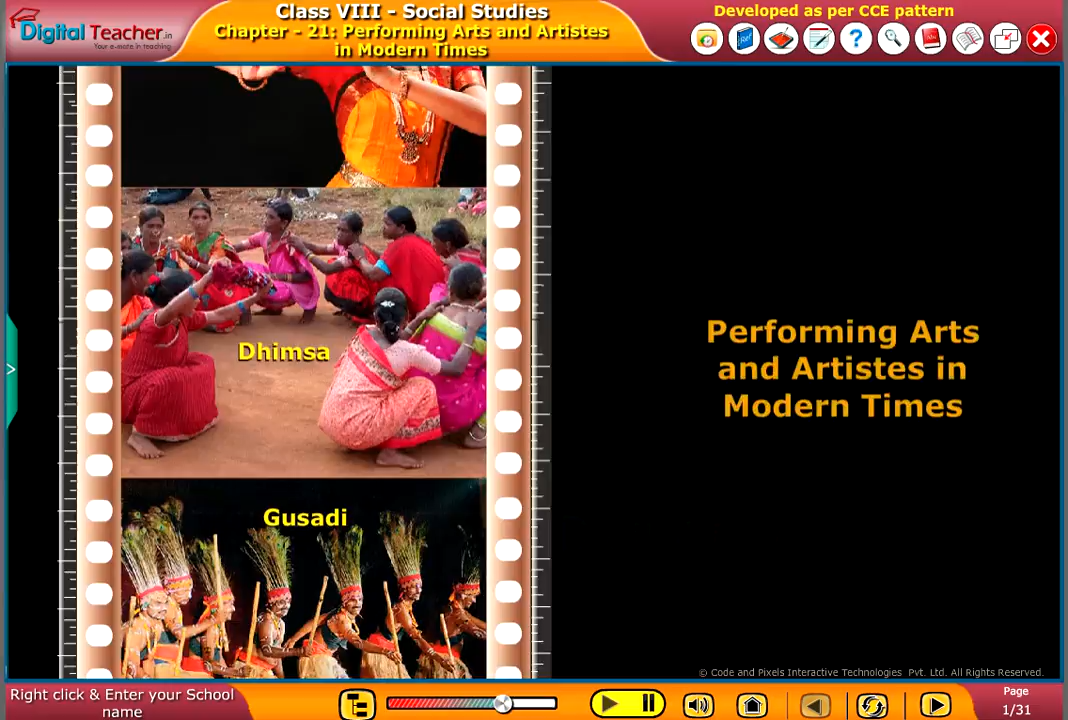 Digital Teacher.in
Your e-mate in teaching
Class VIII - Social Studies
Chapter - 21: Performing Arts and Artistes
in Modern Times
Developed as per CCE pattern
Dhimsa
Gusadi
Performing Arts
and Artistes in
Modern Times
© Code and Pixels Interactive Technologies Pvt. Ltd. All Rights Reserved.
Right click & Enter your School
name
Page
1/31